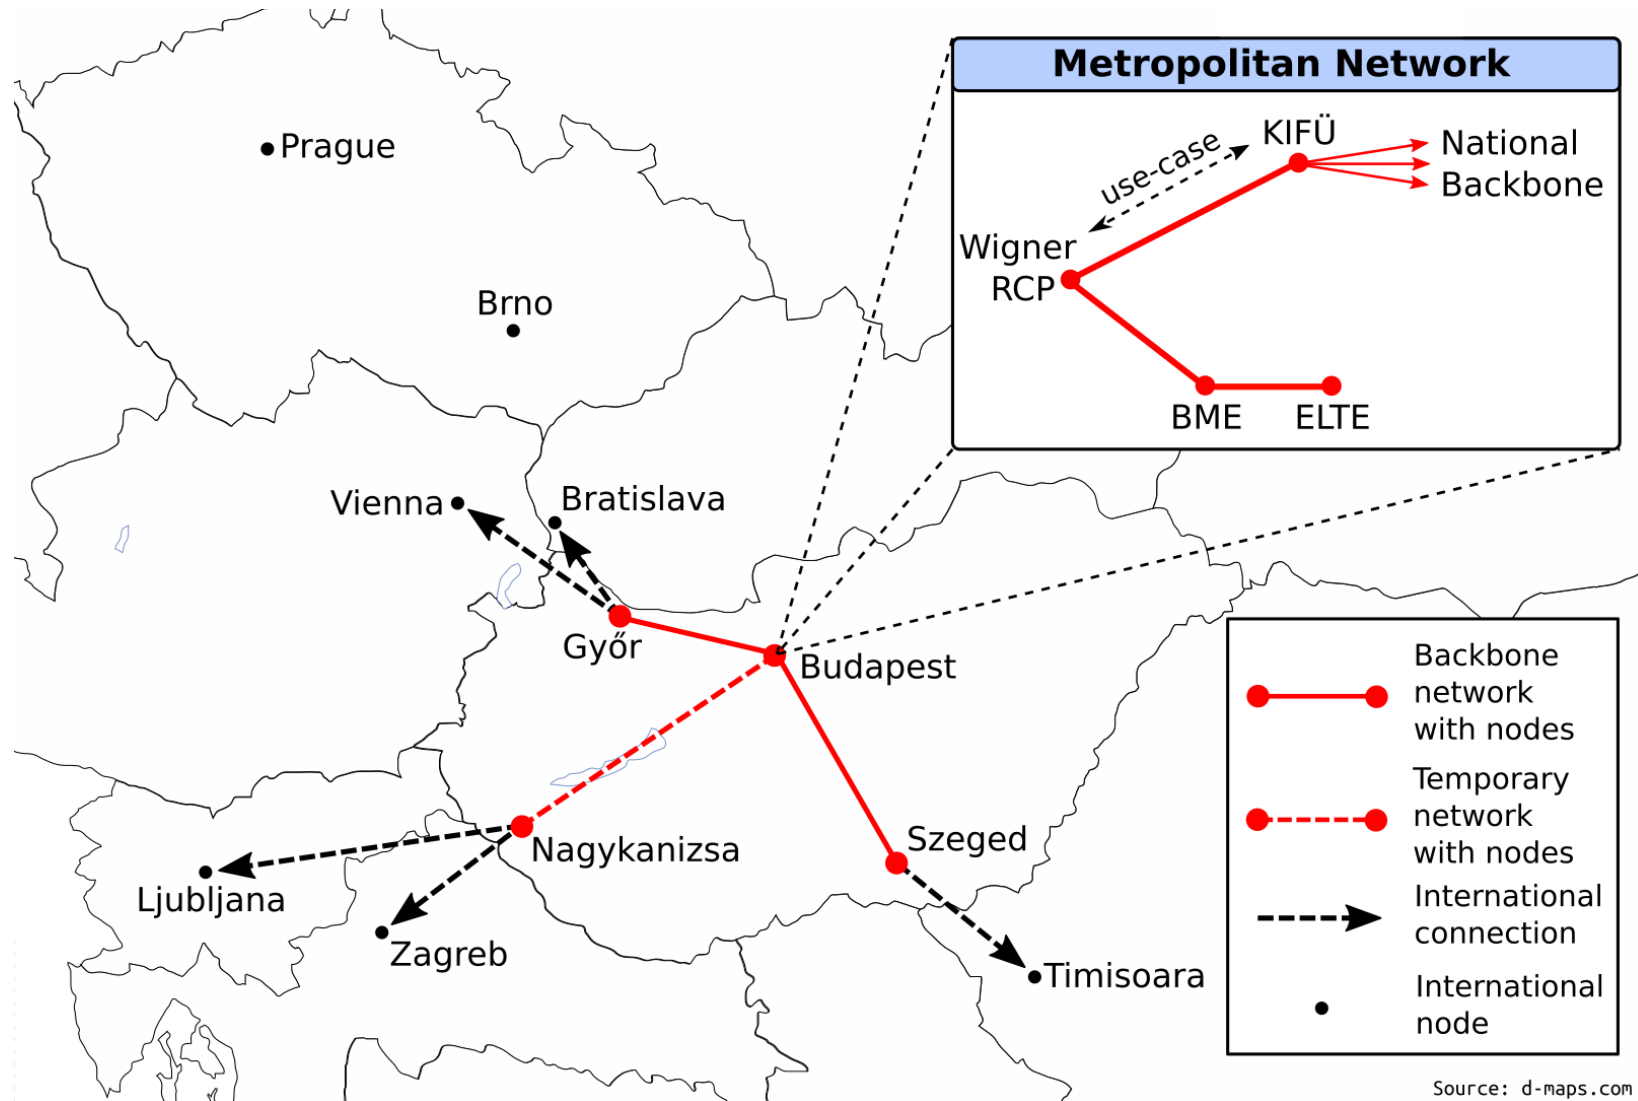 Metropolitan Network
KIFÜ
use-case
National
Backbone
Wigner
RCP
BME
ELTE
Prague
Brno
Vienna
Bratislava
Győr
Budapest
Nagykanizsa
Szeged
Ljubljana
Zagreb
Timisoara
Backbone
network
with nodes
Temporary
network
with nodes
International
connection
International
node
Source: d-maps.com